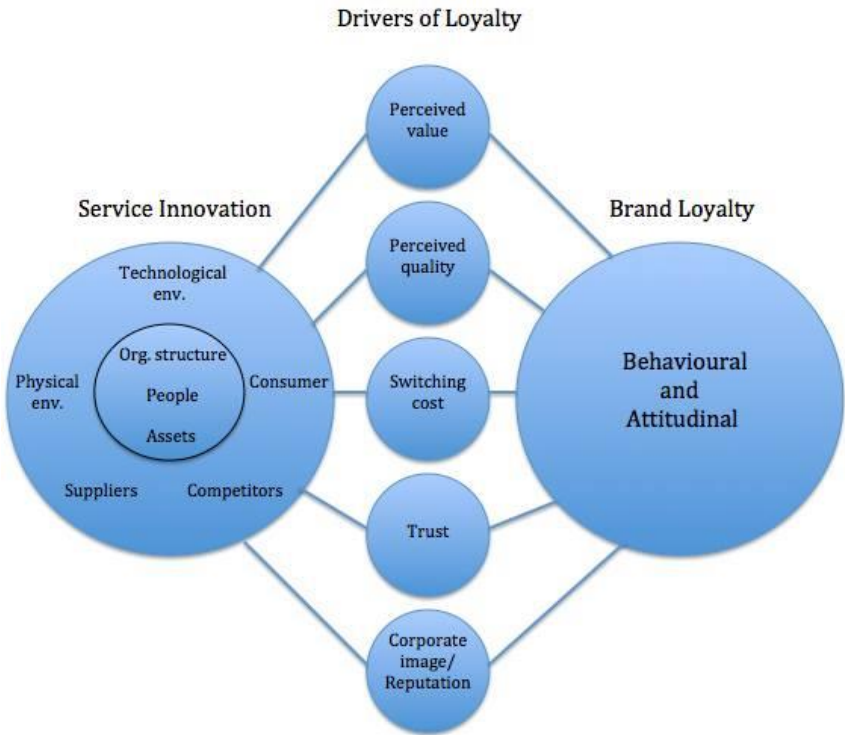 Drivers of Loyalty
Perceived
value
Service Innovation
Brand Loyalty
Perceived
quality
Technological
env.
Org. structure
Physical
env.
People
Consumer
Assets
Suppliers
Competitors
Switching
cost
Behavioural
and
Attitudinal
Trust
Corporate
image/
Reputation